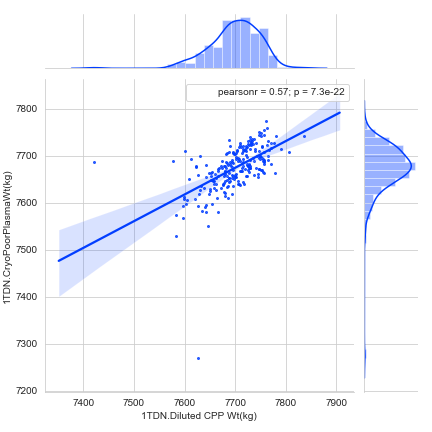 pearsonr = 0.57; p = 7.3e-22
7800
7700
7600
7500
7400
7300
7200
1TDN.CryoPoorPlasmaWt(kg)
7400 7500 7600 7700 7800 7900
1TDN.Diluted CPP Wt(kg)